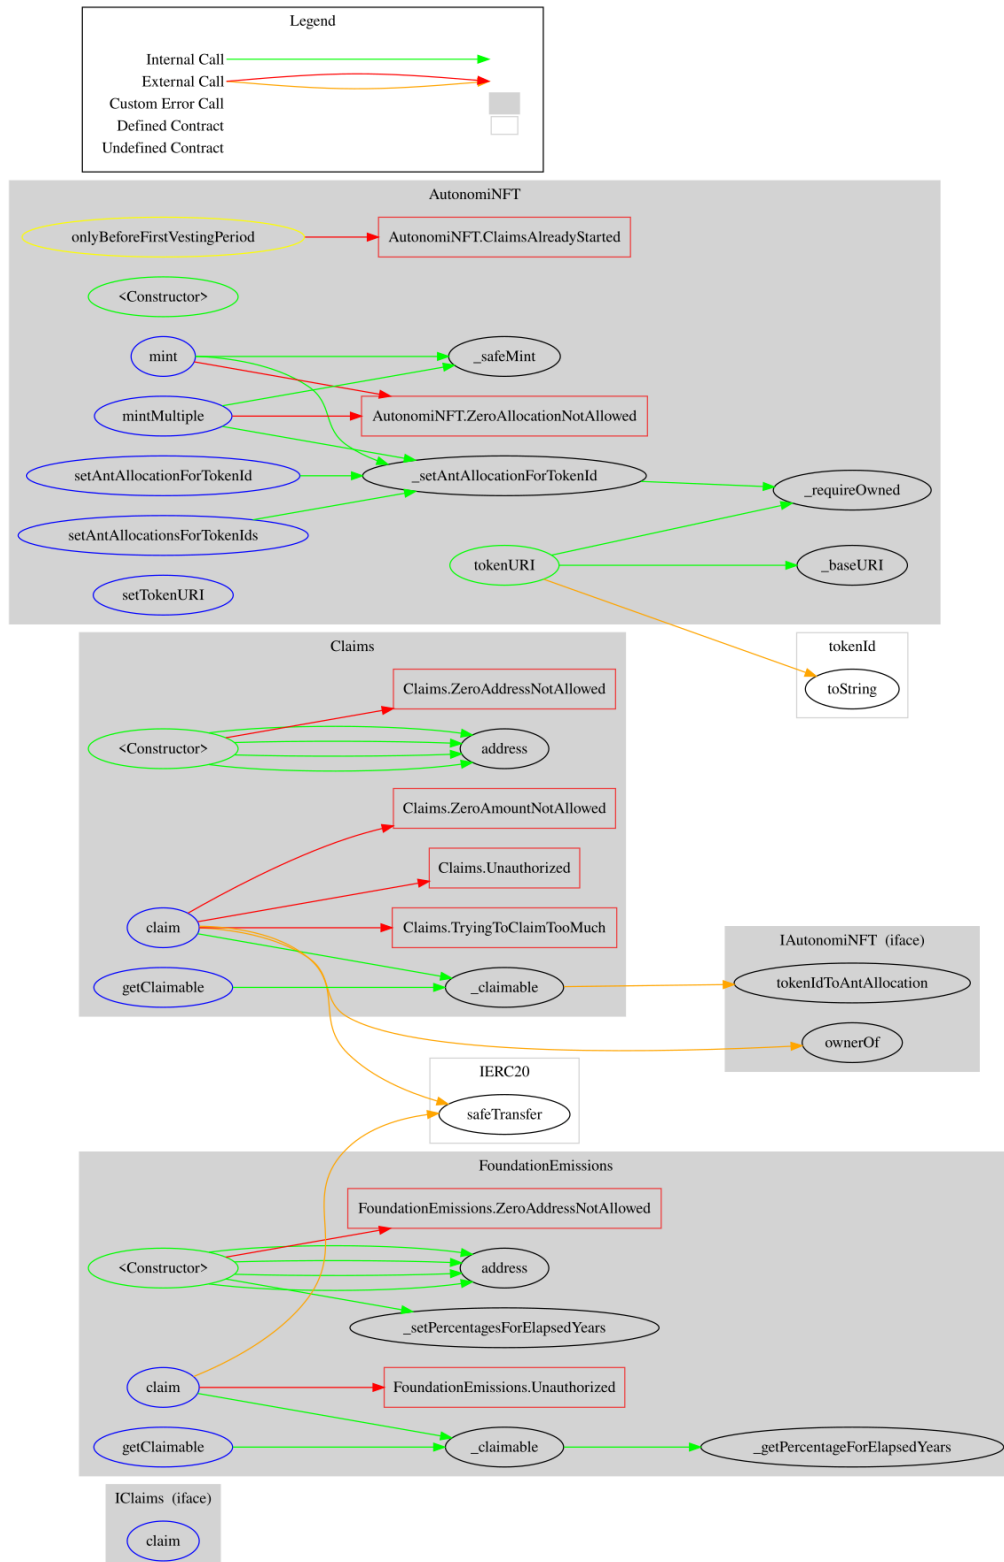 Legend
Internal Call
External Call
Custom Error Call
Defined Contract
Undefined Contract
AutonomiNFT
onlyBeforeFirstVestingPeriod
AutonomiNFT.ClaimsAlreadyStarted
<Constructor>
mint
_safeMint
mintMultiple
AutonomiNFT.ZeroAllocationNotAllowed
setAntAllocationForTokenId
_setAntAllocationForTokenId
_requireOwned
setAntAllocationsForTokenIds
tokenURI
_baseURI
setTokenURI
tokenId
toString
Claims
Claims.ZeroAddressNotAllowed
<Constructor>
address
Claims.ZeroAmountNotAllowed
Claims.Unauthorized
claim
Claims.TryingToClaimTooMuch
getClaimable
_claimable
IAutonomiNFT (iface)
tokenIdToAntAllocation
ownerOf
IERC20
safeTransfer
FoundationEmissions
FoundationEmissions.ZeroAddressNotAllowed
<Constructor>
address
_setPercentagesForElapsedYears
claim
FoundationEmissions.Unauthorized
getClaimable
_claimable
_getPercentageForElapsedYears
IClaims (iface)
claim